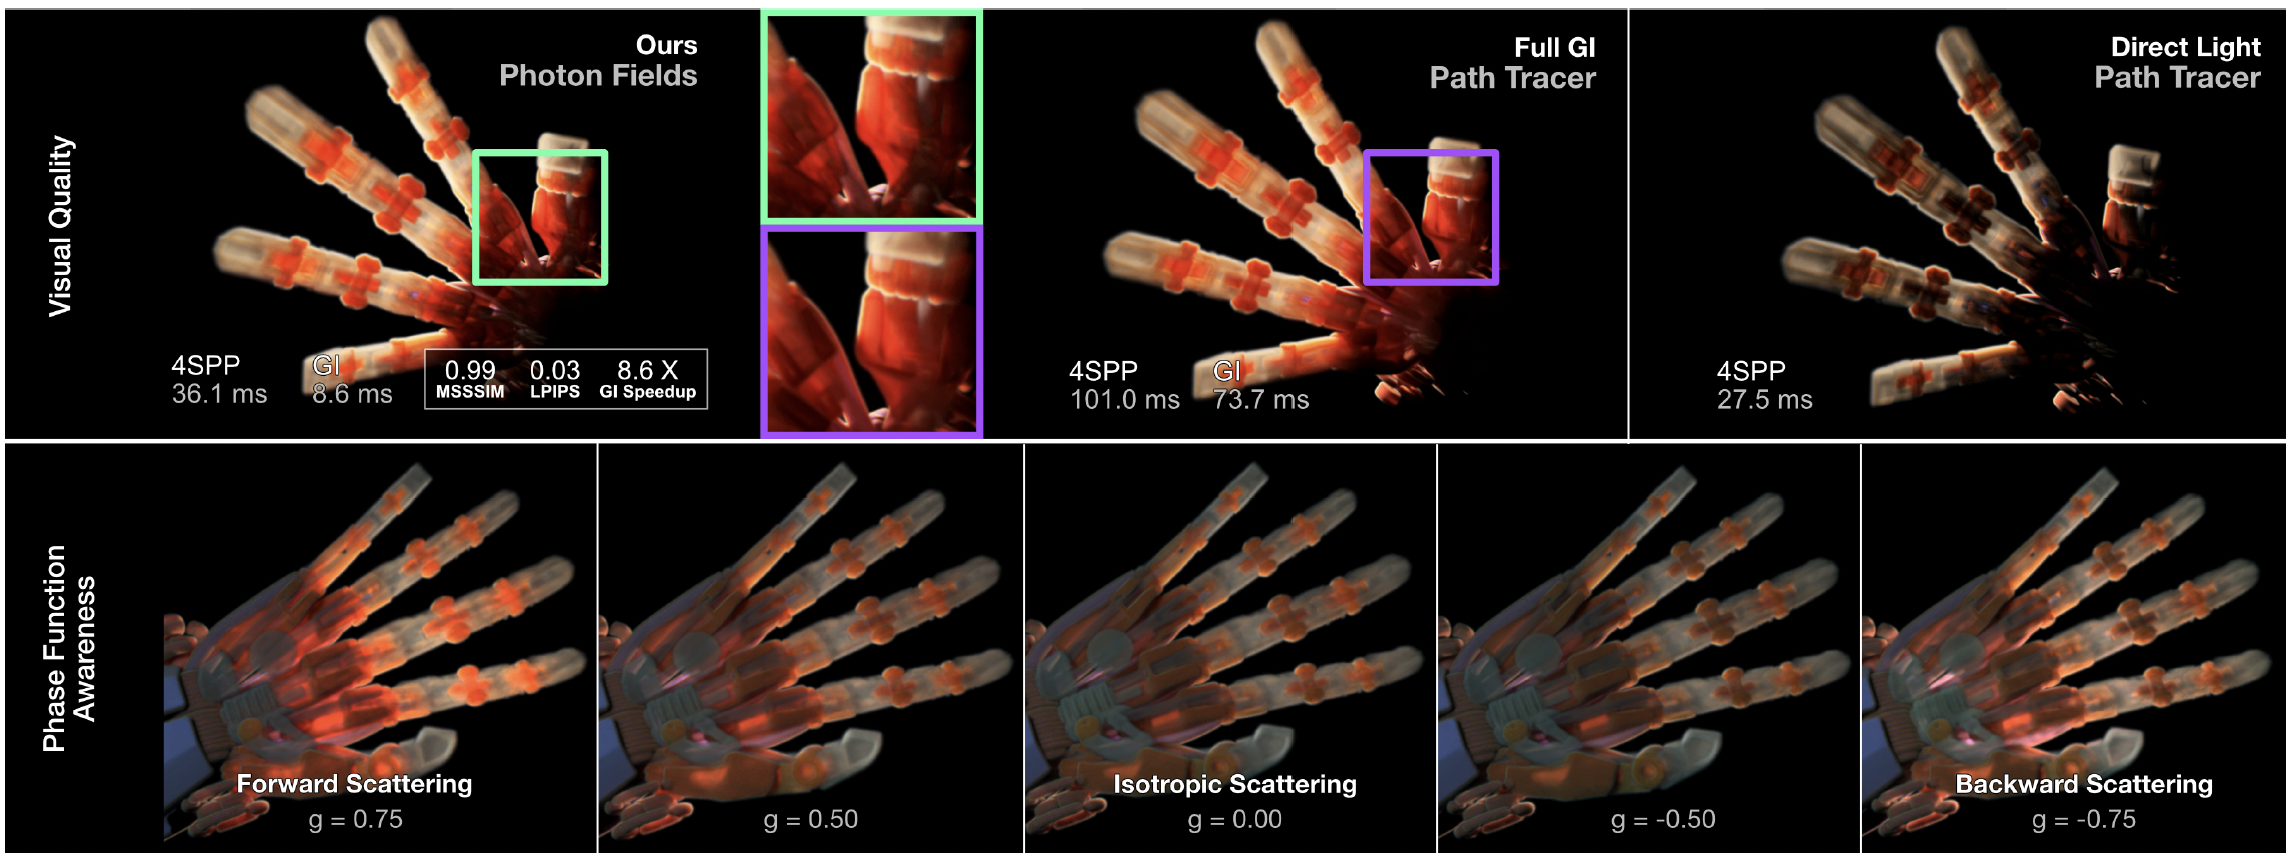 Visual Quality
Ours
Photon Fields
4SPP
36.1 ms
GI
8.6 ms
0.99
MSSSIM
0.03
LPIPS
8.6 X
GI Speedup
Full GI
Path Tracer
4SPP
101.0 ms
GI
73.7 ms
Direct Light
Path Tracer
4SPP
27.5 ms
Phase Function
Awareness
Forward Scattering
g = 0.75
g = 0.50
Isotropic Scattering
g = 0.00
g = -0.50
Backward Scattering
g = -0.75